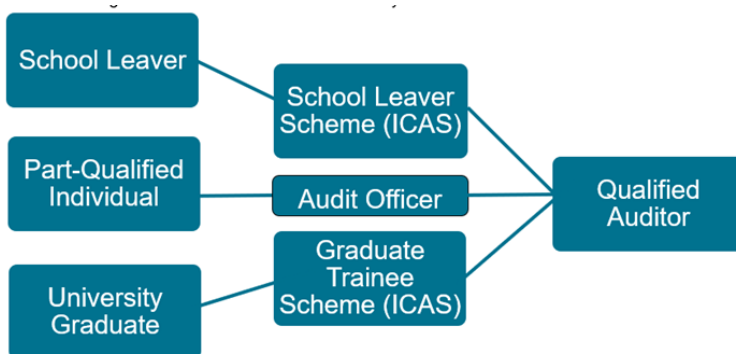 School Leaver
School Leaver
Scheme (ICAS)
Part-Qualified
Individual
Audit Officer
Qualified
Auditor
Graduate
Trainee
Scheme (ICAS)
University
Graduate